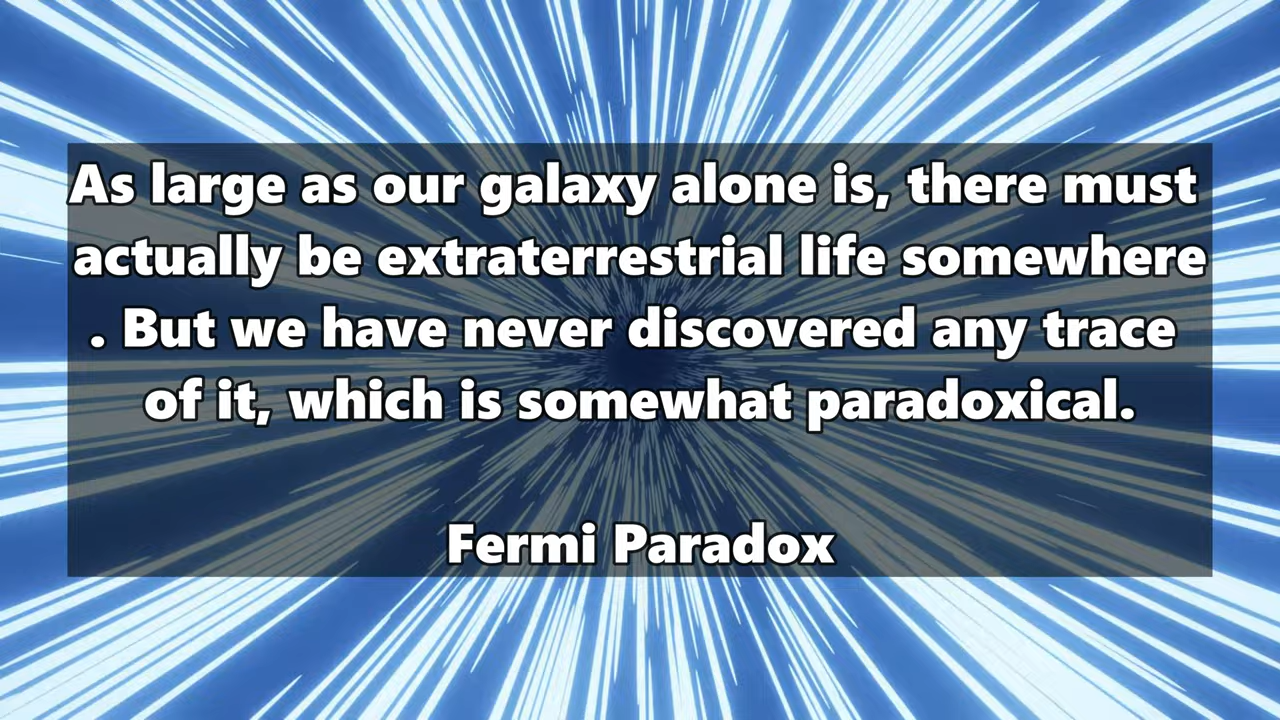 As large as our galaxy alone is, there must
actually be extraterrestrial life somewhere
. But we have never discovered any trace
of it, which is somewhat paradoxical.
Fermi Paradox